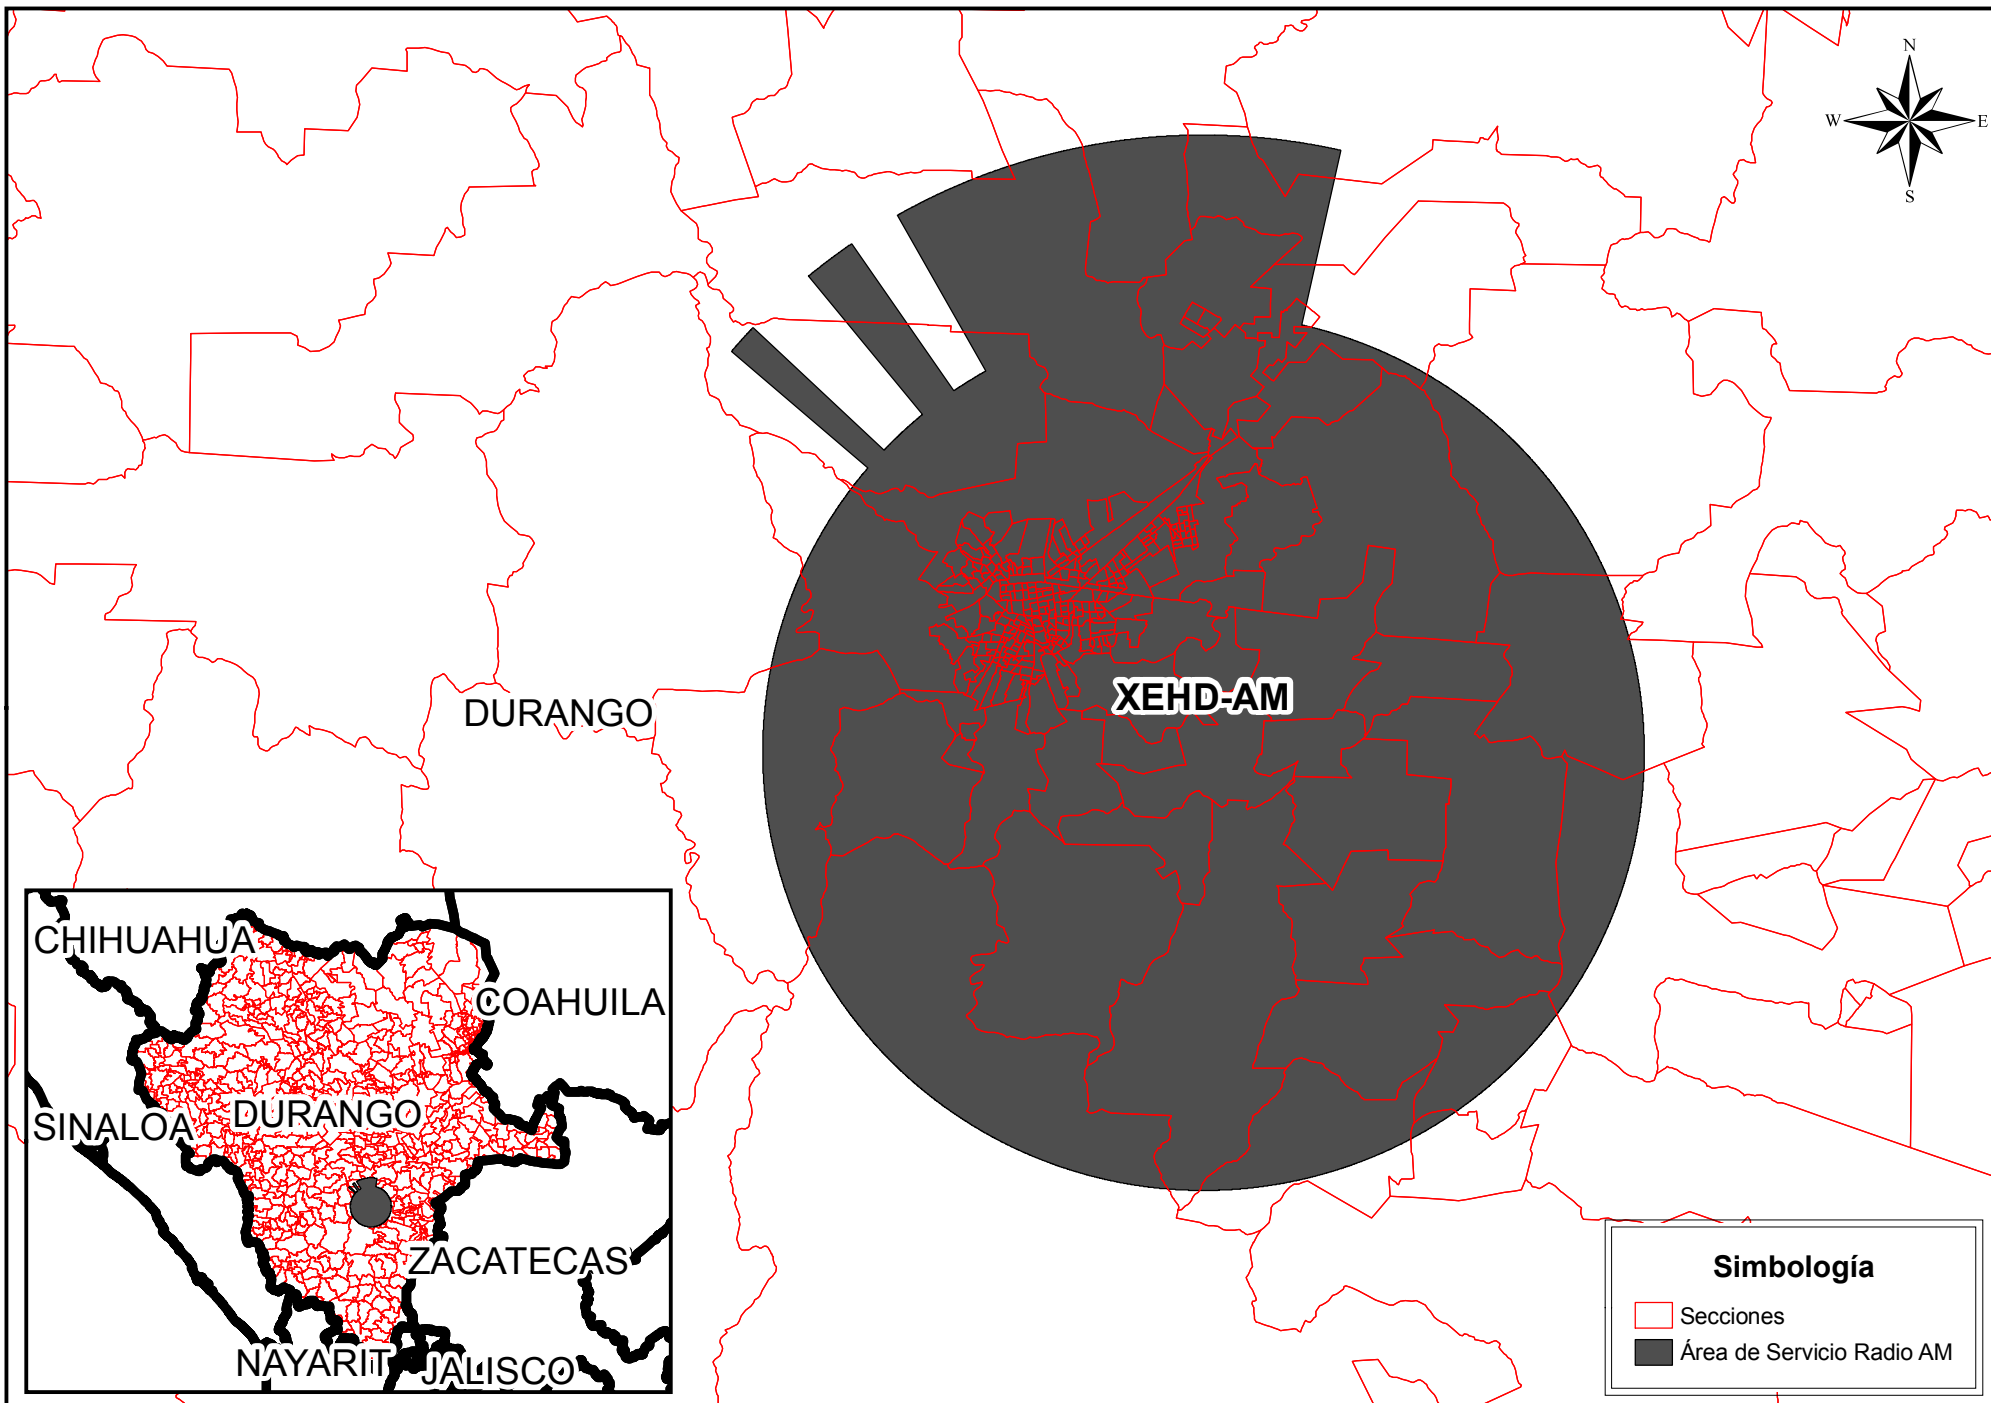 N
W E
S
XEHD-AM
DURANGO
CHIHUAHUA
COAHUILA
SINALOA
DURANGO
ZACATECAS
NAYARIT
JALISCO
Simbología
Secciones
Área de Servicio Radio AM